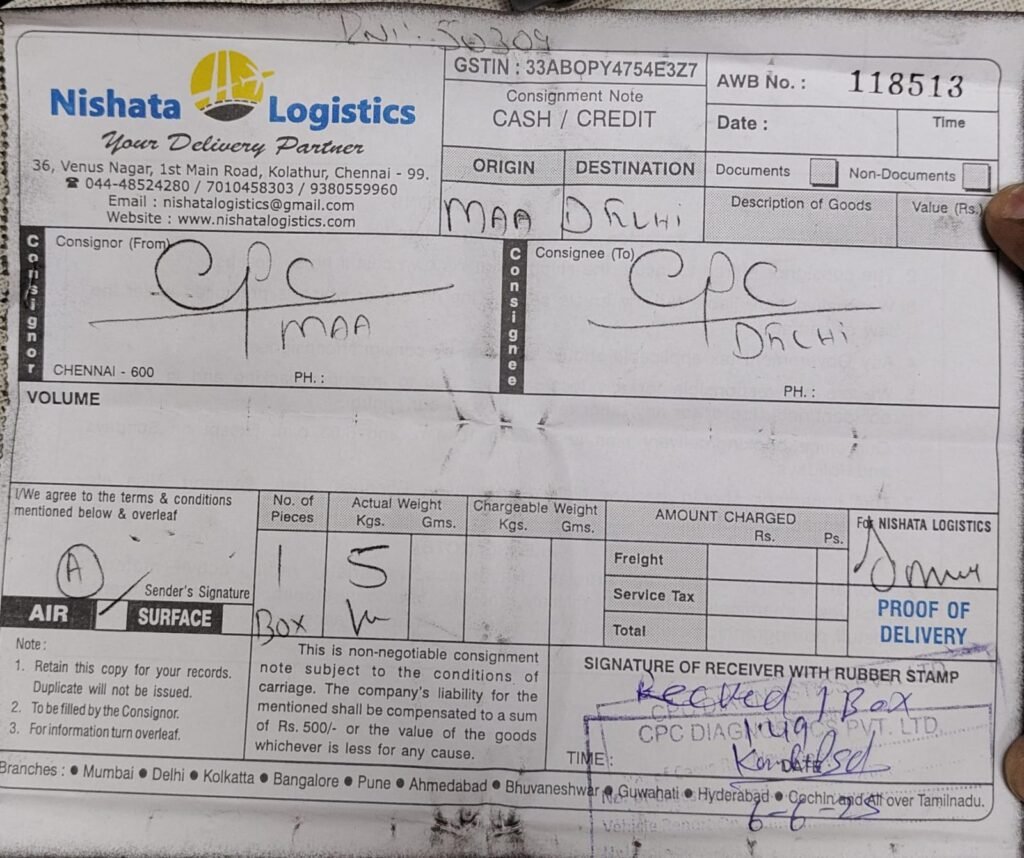 50309
Nishata Logistics
Your Delivery Partner
36, Venus Nagar, 1st Main Road, Kolathur, Chennai - 99.
☎ 044-48524280 / 7010458303 / 9380559960
Email : nishatalogistics@gmail.com
Website : www.nishatalogistics.com
GSTIN : 33ABOPY4754E3Z7
Consignment Note
CASH / CREDIT
ORIGIN DESTINATION
MAA DELHI
AWB No. : 118513
Date : Time
Documents Non-Documents
Description of Goods Value (Rs.)
Consignor
Consignor (From)
CPC
MAA
CHENNAI - 600 PH. :
Consignee
Consignee (To)
CPC
DELHI
PH. :
VOLUME
I/We agree to the terms & conditions
mentioned below & overleaf
A
Sender's Signature
AIR SURFACE
No. of
Pieces
1
Box
Actual Weight
Kgs. Gms.
5
Chargeable Weight
Kgs. Gms.
AMOUNT CHARGED
Rs. Ps.
Freight
Service Tax
Total
For NISHATA LOGISTICS
PROOF OF
DELIVERY
Note :
1. Retain this copy for your records.
Duplicate will not be issued.
2. To be filled by the Consignor.
3. For information turn overleaf.
This is non-negotiable consignment
note subject to the conditions of
carriage. The company's liability for the
mentioned shall be compensated to a sum
of Rs. 500/- or the value of the goods
whichever is less for any cause.
SIGNATURE OF RECEIVER WITH RUBBER STAMP
1 Box
CPC DIAGNOSTICS PVT. LTD.
TIME: DATE
6-6-25
Branches : ● Mumbai ● Delhi ● Kolkatta ● Bangalore ● Pune ● Ahmedabad ● Bhuvaneshwar ● Guwahati ● Hyderabad ● Cochin and All over Tamilnadu.